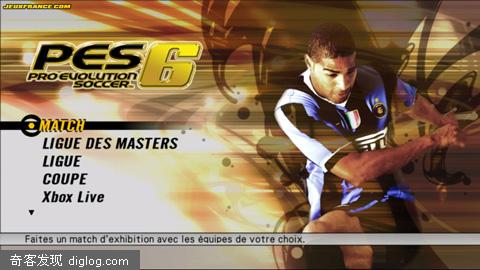 JEUXFRANCE.COM
PES 6
PRO EVOLUTION
SOCCER™
MATCH
LIGUE DES MASTERS
LIGUE
COUPE
Xbox Live
Faites un match d'exhibition avec les équipes de votre choix.
奇客发现 diglog.com